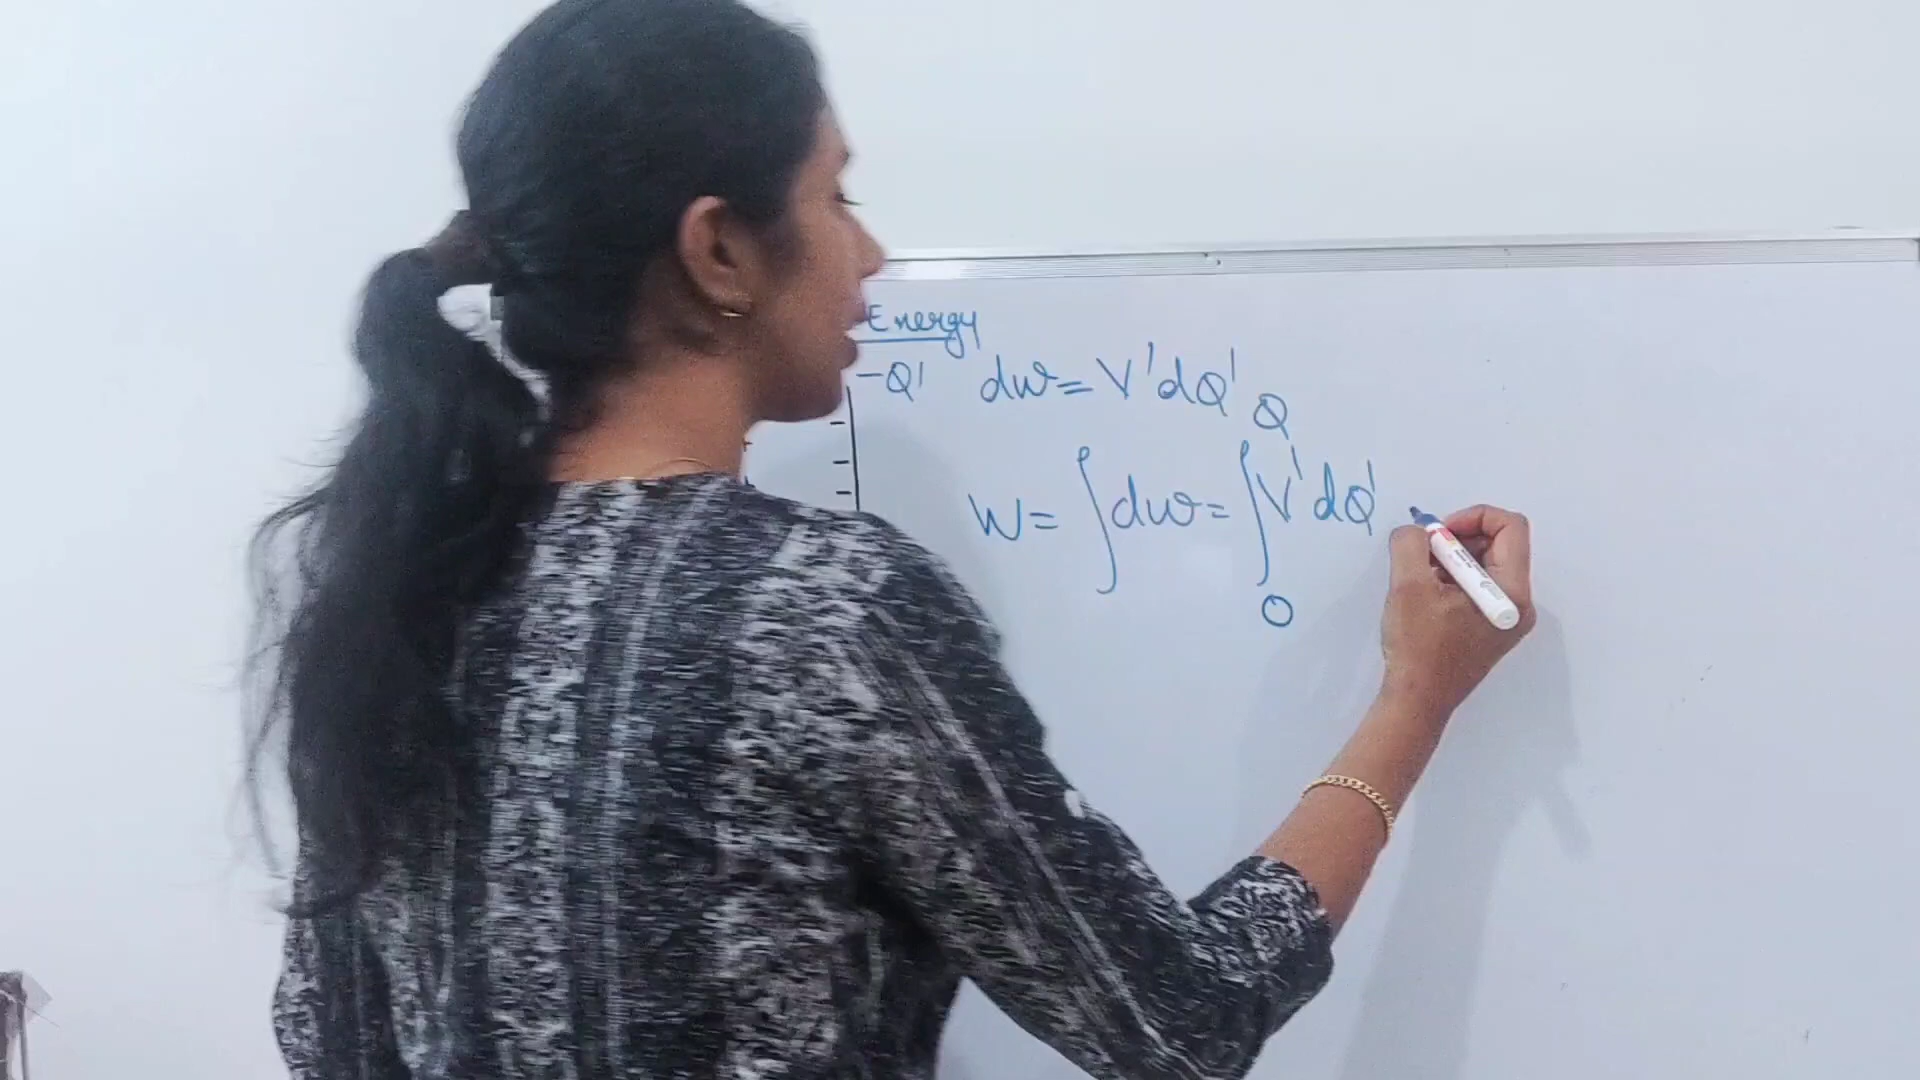 Energy
-Q' dw = V'dQ'
W = ∫dw = ∫₀^Q V'dQ'